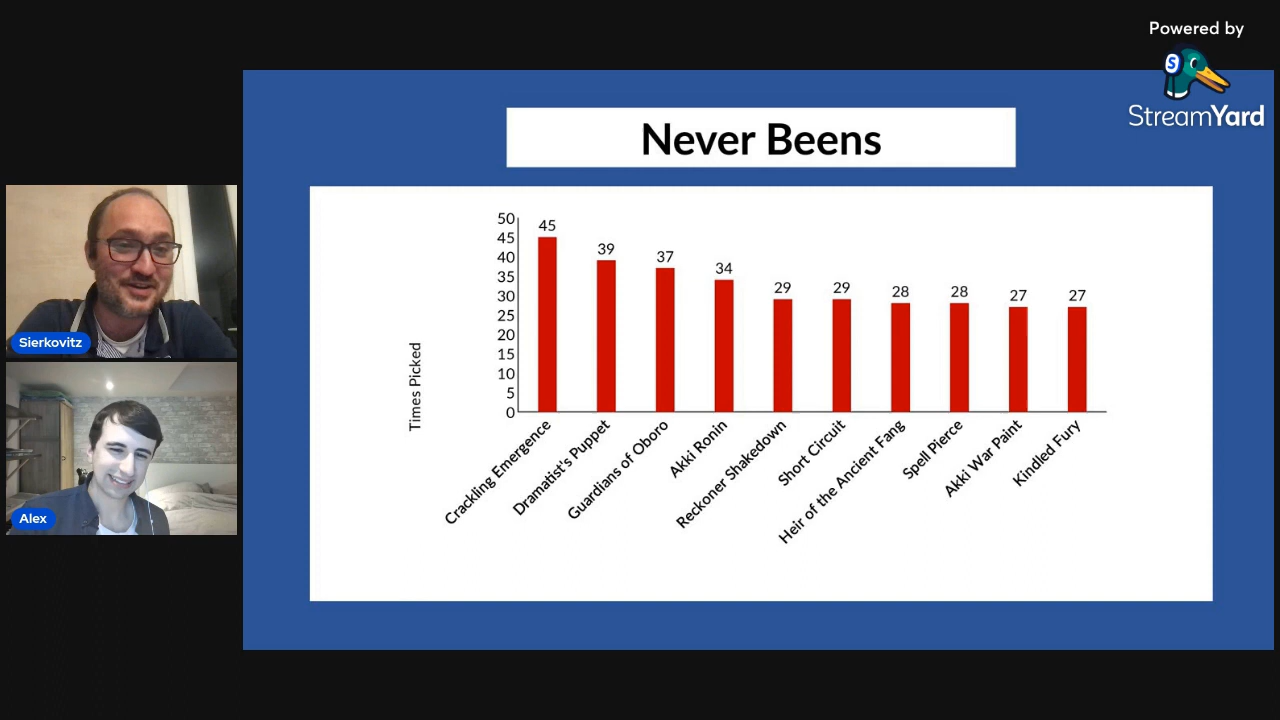 Powered by
StreamYard
Never Beens
Times Picked
50
45
40
35
30
25
20
15
10
5
0
45
39
37
34
29
29
28
28
27
27
Crackling Emergence
Dramatist's Puppet
Guardians of Oboro
Akki Ronin
Reckoner Shakedown
Short Circuit
Heir of the Ancient Fang
Spell Pierce
Akki War Paint
Kindled Fury
Sierkovitz
Alex